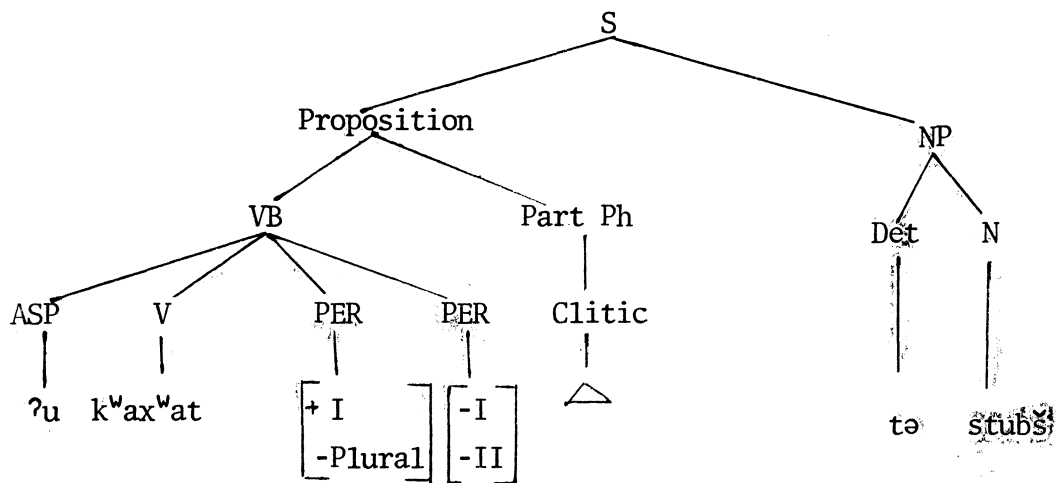 S
Proposition
NP
VB
Part Ph
Det
N
ASP V PER PER Clitic
ʔu kʷaxʷat
+ I
-Plural
-I
-II
tə stubš